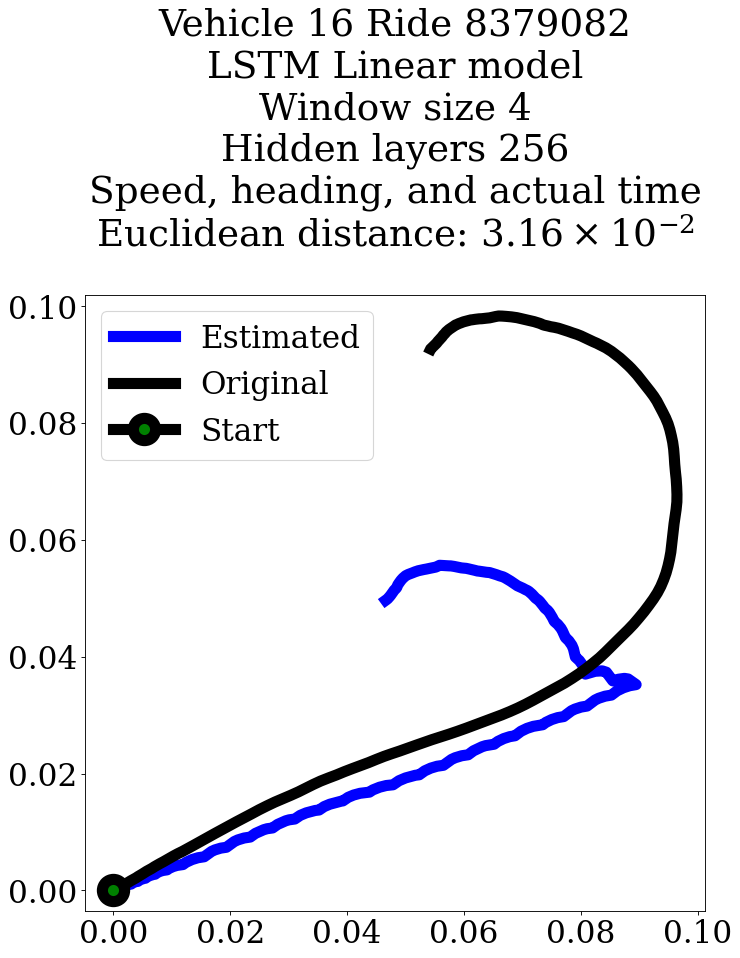 Vehicle 16 Ride 8379082
LSTM Linear model
Window size 4
Hidden layers 256
Speed, heading, and actual time
Euclidean distance: 3.16 × 10⁻²
Estimated
Original
Start
0.10
0.08
0.06
0.04
0.02
0.00
0.00 0.02 0.04 0.06 0.08 0.10